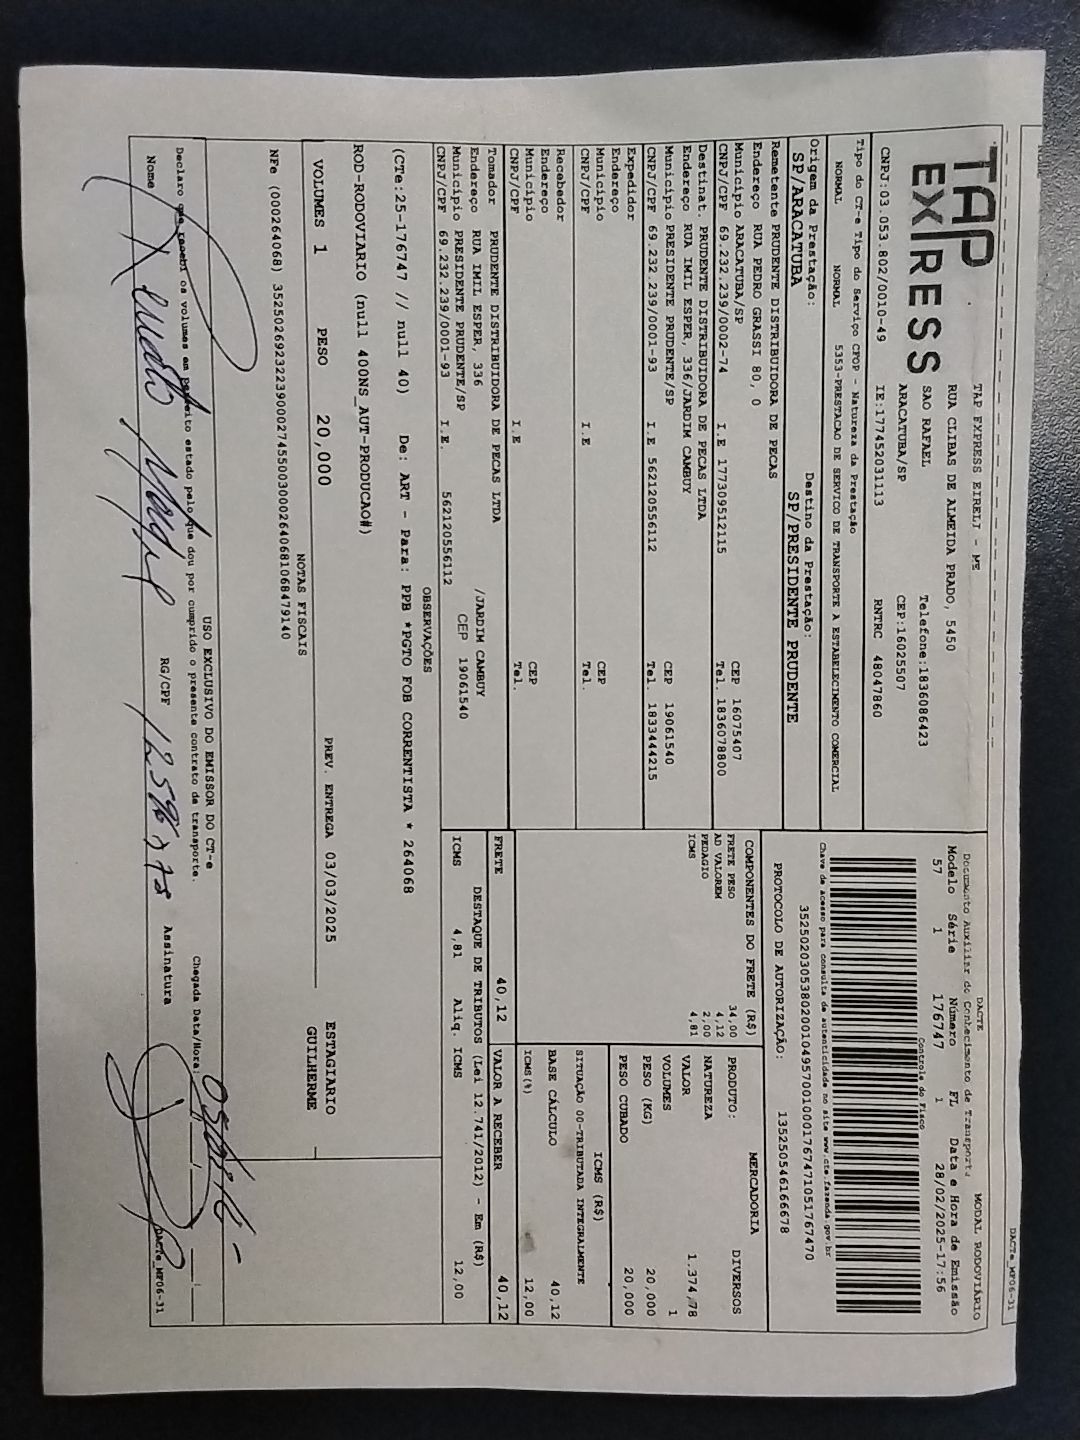 TAP
EXPRESS
TAP EXPRESS EIRELI - ME
RUA CLIBAS DE ALMEIDA PRADO, 5450
Telefone:1836086423
SAO RAFAEL
ARACATUBA/SP CEP:16025507
CNPJ:03.053.802/0010-49 IE:177452031113 RNTRC 48047860
Tipo do CT-e Tipo do Serviço CFOP - Natureza da Prestação
NORMAL NORMAL 5353-PRESTACAO DE SERVICO DE TRANSPORTE A ESTABELECIMENTO COMERCIAL
Origem da Prestação: Destino da Prestação:
SP/ARACATUBA SP/PRESIDENTE PRUDENTE
Remetente PRUDENTE DISTRIBUIDORA DE PECAS
Endereço RUA PEDRO GRASSI 80, 0
Município ARACATUBA/SP CEP 16075407
CNPJ/CPF 69.232.239/0002-74 I.E 177309512115 Tel. 1836078800
Destinat. PRUDENTE DISTRIBUIDORA DE PECAS LTDA
Endereço RUA IMIL ESPER, 336/JARDIM CAMBUY
Município PRESIDENTE PRUDENTE/SP CEP 19061540
CNPJ/CPF 69.232.239/0001-93 I.E 562120556112 Tel. 1833444215
Expedidor
Endereço
Município CEP
CNPJ/CPF I.E Tel.
Recebedor
Endereço
Município CEP
CNPJ/CPF I.E Tel.
Tomador PRUDENTE DISTRIBUIDORA DE PECAS LTDA
Endereço RUA IMIL ESPER, 336 /JARDIM CAMBUY
Município PRESIDENTE PRUDENTE/SP CEP 19061540
CNPJ/CPF 69.232.239/0001-93 I.E. 562120556112
DACTe_MF06-31
DACTE MODAL RODOVIÁRIO
Documento Auxiliar do Conhecimento de Transporte
Modelo Série Número FL Data e Hora de Emissão
57 1 176747 1 28/02/2025-17:56
Controle do Fisco
Chave de acesso para consulta de autenticidade no site www.cte.fazenda.gov.br
35250203053802001049570010001767471051767470
PROTOCOLO DE AUTORIZAÇÃO: 135250546166678
COMPONENTES DO FRETE (R$)
FRETE PESO 34,00
AD VALOREM 4,12
PEDAGIO 2,00
ICMS 4,81
MERCADORIA
PRODUTO: DIVERSOS
NATUREZA
VALOR 1.374,78
VOLUMES 1
PESO (KG) 20,000
PESO CUBADO 20,000
ICMS (R$)
SITUAÇÃO 00-TRIBUTADA INTEGRALMENTE
BASE CÁLCULO 40,12
ICMS(%) 12,00
FRETE 40,12 VALOR A RECEBER 40,12
DESTAQUE DE TRIBUTOS (Lei 12.741/2012) - Em (R$)
ICMS 4,81 Aliq. ICMS 12,00
OBSERVAÇÕES
(CTe:25-176747 // null 40) De: ART - Para: PPB *PGTO FOB CORRENTISTA * 264068
ROD-RODOVIARIO (null 400NS_AUT-PRODUCAO#)
VOLUMES 1 PESO 20,000 PREV. ENTREGA 03/03/2025 ESTAGIARIO
GUILHERME
NOTAS FISCAIS
NFe (000264068) 35250269232239000274550030002640681068479140
USO EXCLUSIVO DO EMISSOR DO CT-e
Declaro que recebi os volumes em perfeito estado pelo que dou por cumprido o presente contrato de transporte. Chegada Data/Hora:
Nome RG/CPF Assinatura
DACTe_MF06-31